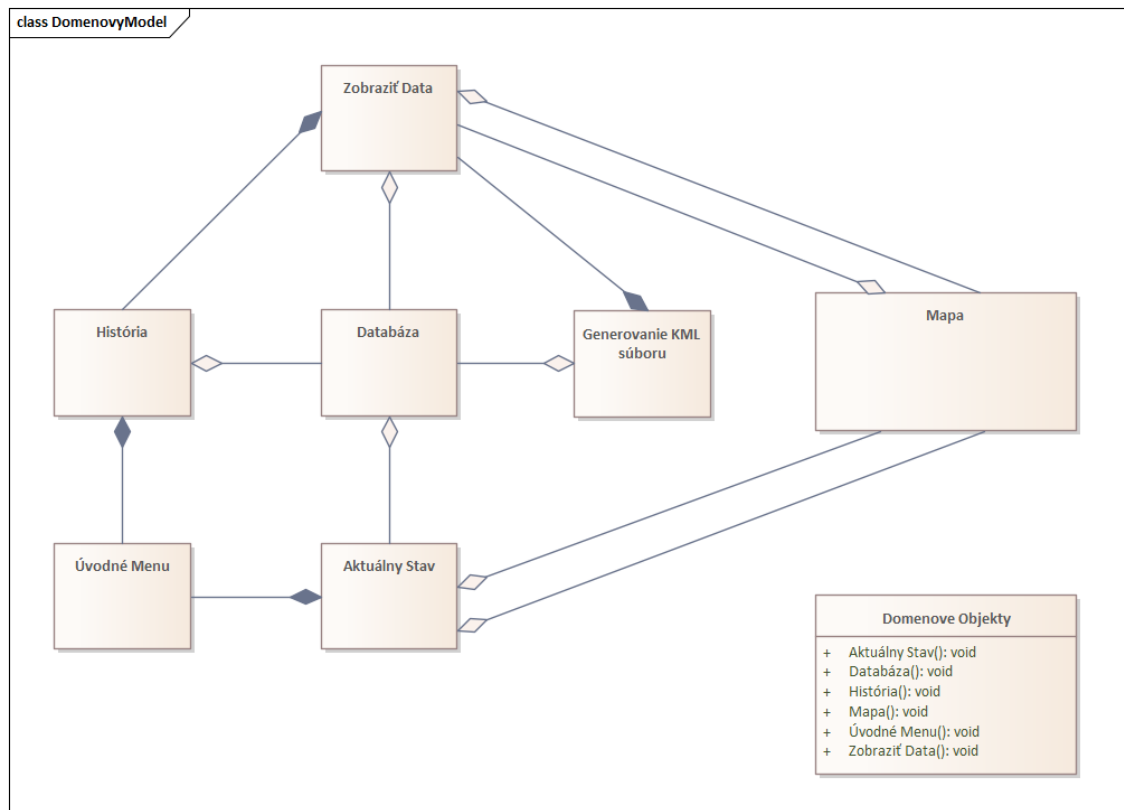 class DomenovyModel
Zobraziť Data
História
Databáza
Generovanie KML
súboru
Mapa
Úvodné Menu
Aktuálny Stav
Domenove Objekty
+ Aktuálny Stav(): void
+ Databáza(): void
+ História(): void
+ Mapa(): void
+ Úvodné Menu(): void
+ Zobraziť Data(): void